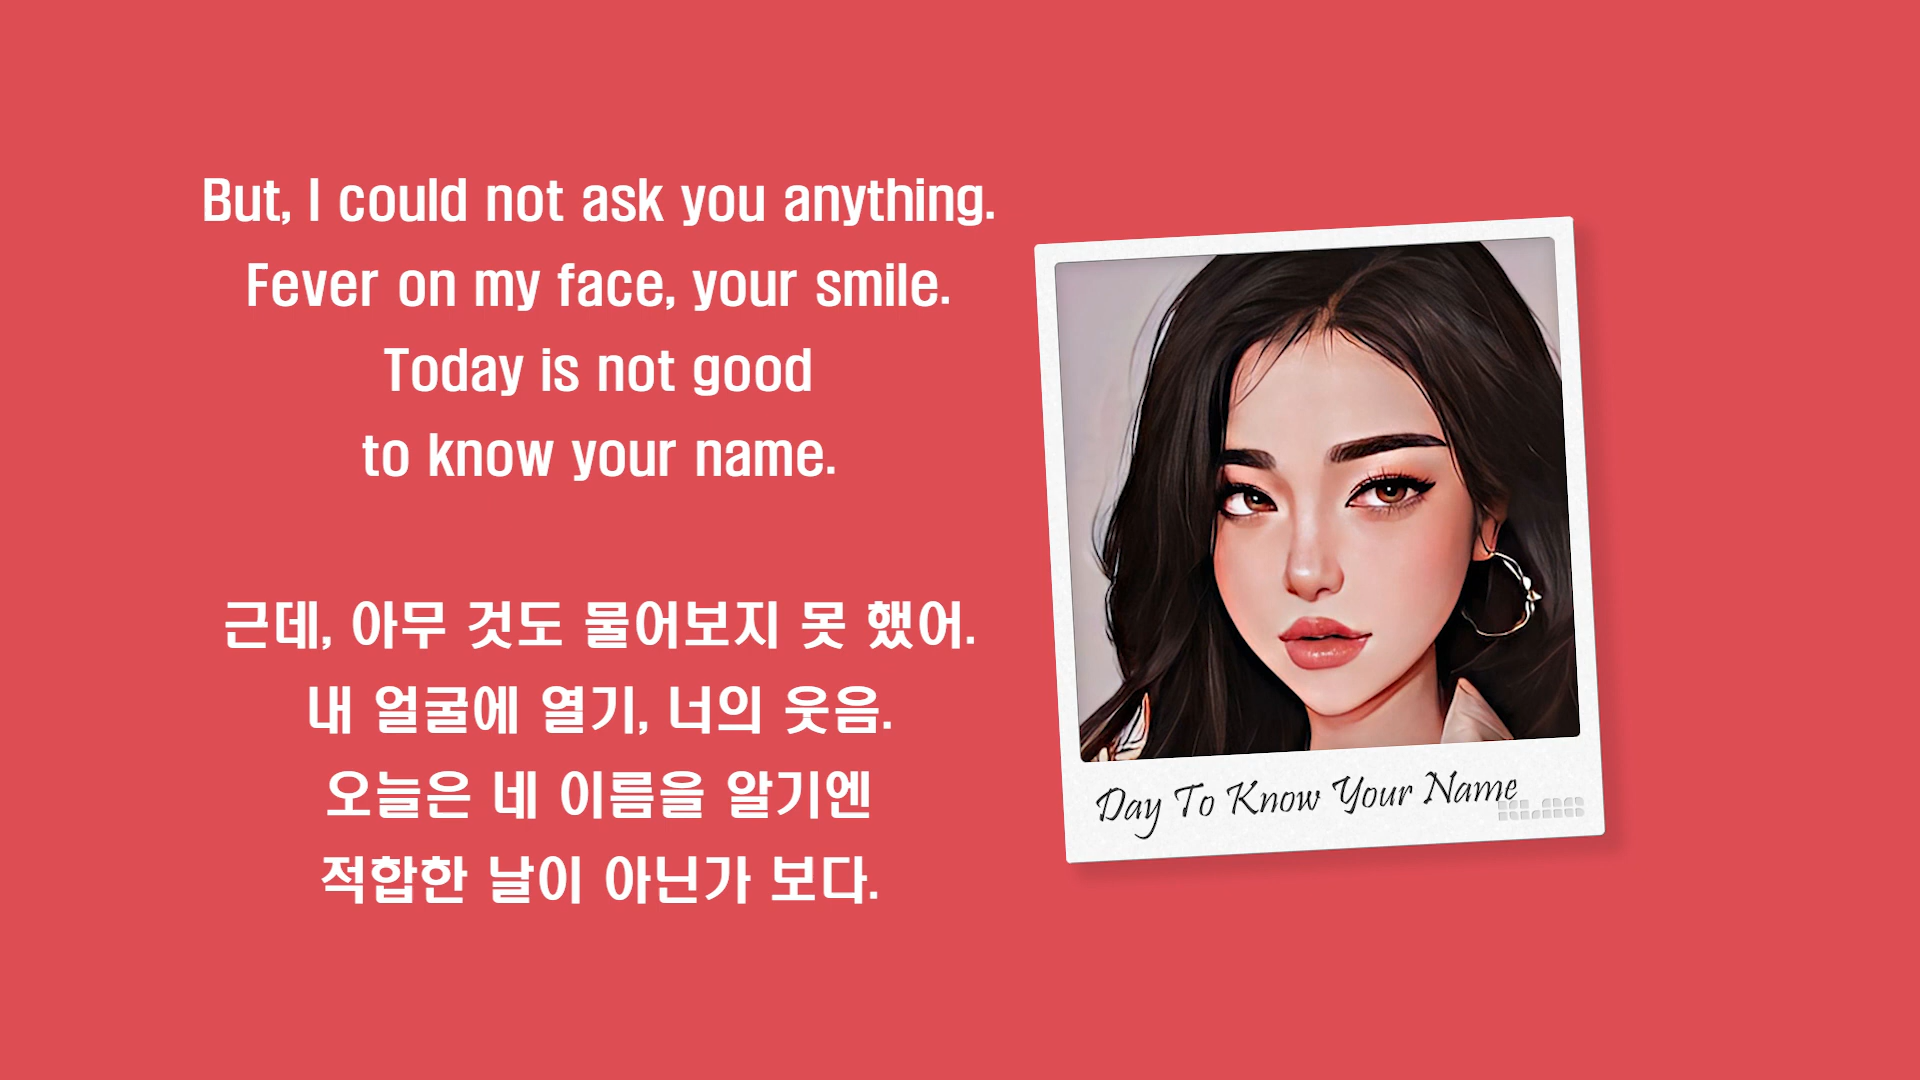 But, I could not ask you anything.
Fever on my face, your smile.
Today is not good
to know your name.
근데, 아무 것도 물어보지 못 했어.
내 얼굴에 열기, 너의 웃음.
오늘은 네 이름을 알기엔
적합한 날이 아닌가 보다.
Day To Know Your Name